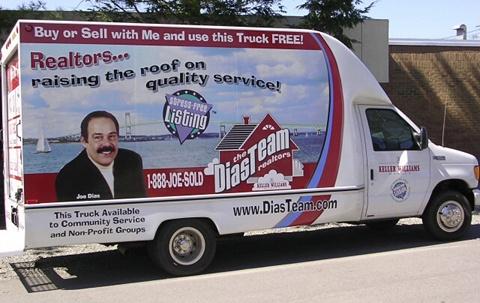 Buy or Sell with Me and use this Truck FREE!
Realtors...
raising the roof on
quality service!
stress-Free
Listing
the
DiasTeam
realtors
KELLER WILLIAMS
1-888-JOE-SOLD
Joe Dias
This Truck Available
to Community Service
and Non-Profit Groups
www.DiasTeam.com
KELLER WILLIAMS